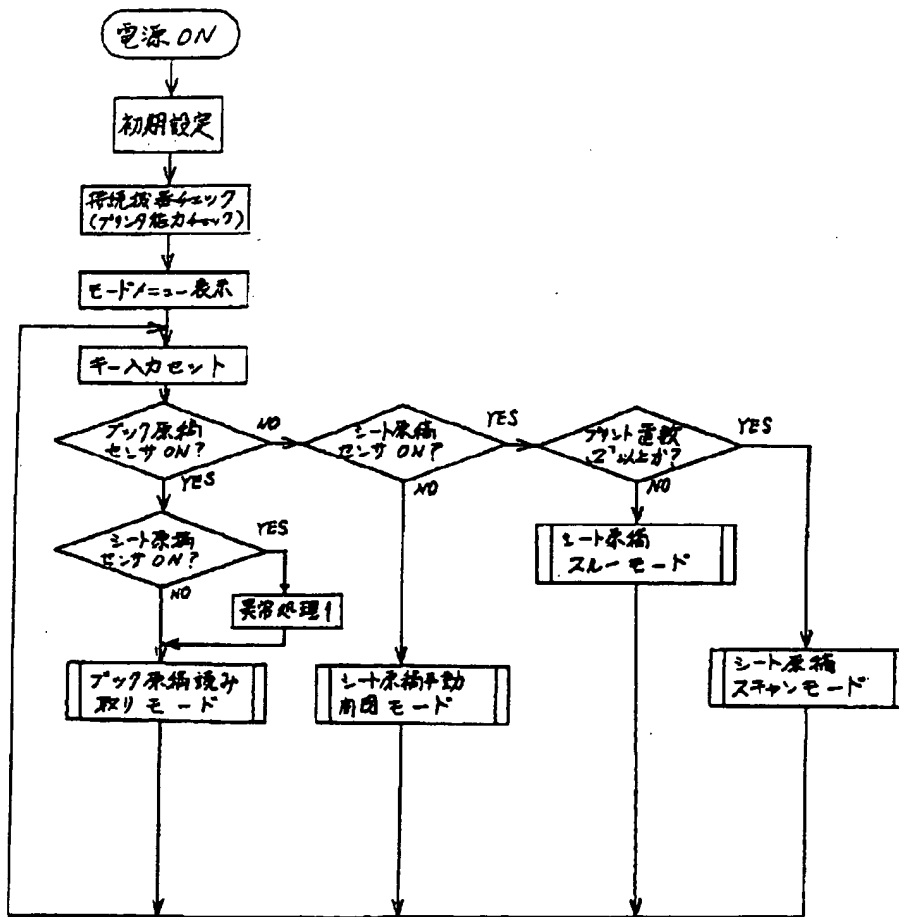 電源ON
初期設定
接続機器チェック
(プリンタ能力チェック)
モードメニュー表示
キー入力セット
ブック原稿
センサON?
NO
YES
シート原稿
センサON?
YES
NO
プリント
2以上か?
YES
NO
シート原稿
センサON?
YES
NO
異常処理1
シート原稿
スルーモード
ブック原稿読み
取りモード
シート原稿手動
モード
シート原稿
スキャンモード